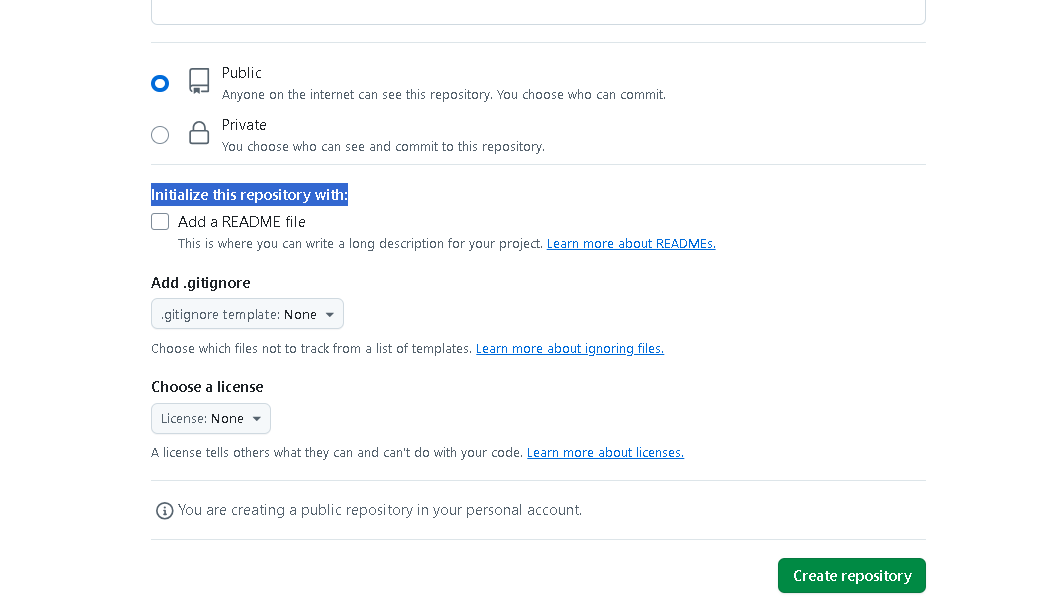 Public
Anyone on the internet can see this repository. You choose who can commit.
Private
You choose who can see and commit to this repository.
Initialize this repository with:
Add a README file
This is where you can write a long description for your project. Learn more about READMEs.
Add .gitignore
.gitignore template: None
Choose which files not to track from a list of templates. Learn more about ignoring files.
Choose a license
License: None
A license tells others what they can and can't do with your code. Learn more about licenses.
You are creating a public repository in your personal account.
Create repository